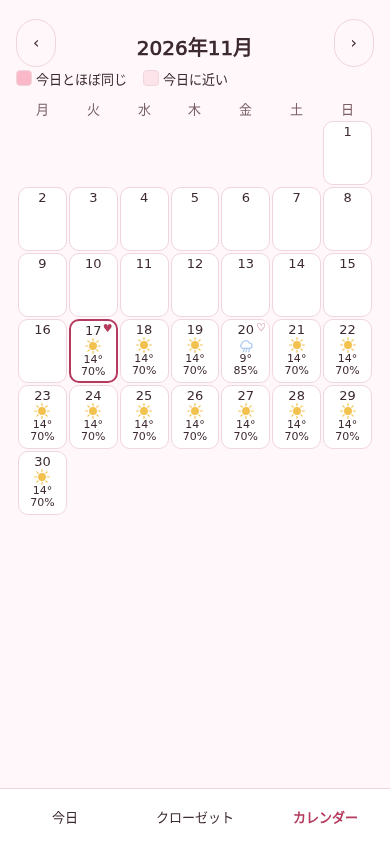 ‹ 2026年11月 ›
今日とほぼ同じ 今日に近い
月 火 水 木 金 土 日
1
2 3 4 5 6 7 8
9 10 11 12 13 14 15
16 17♥ 18 19 20♡ 21 22
14° 14° 14° 9° 14° 14°
70% 70% 70% 85% 70% 70%
23 24 25 26 27 28 29
14° 14° 14° 14° 14° 14° 14°
70% 70% 70% 70% 70% 70% 70%
30
14°
70%
今日 クローゼット カレンダー